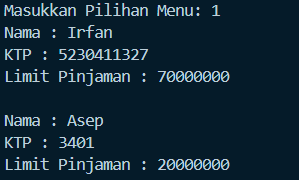 Masukkan Pilihan Menu: 1
Nama : Irfan
KTP : 5230411327
Limit Pinjaman : 70000000
Nama : Asep
KTP : 3401
Limit Pinjaman : 20000000